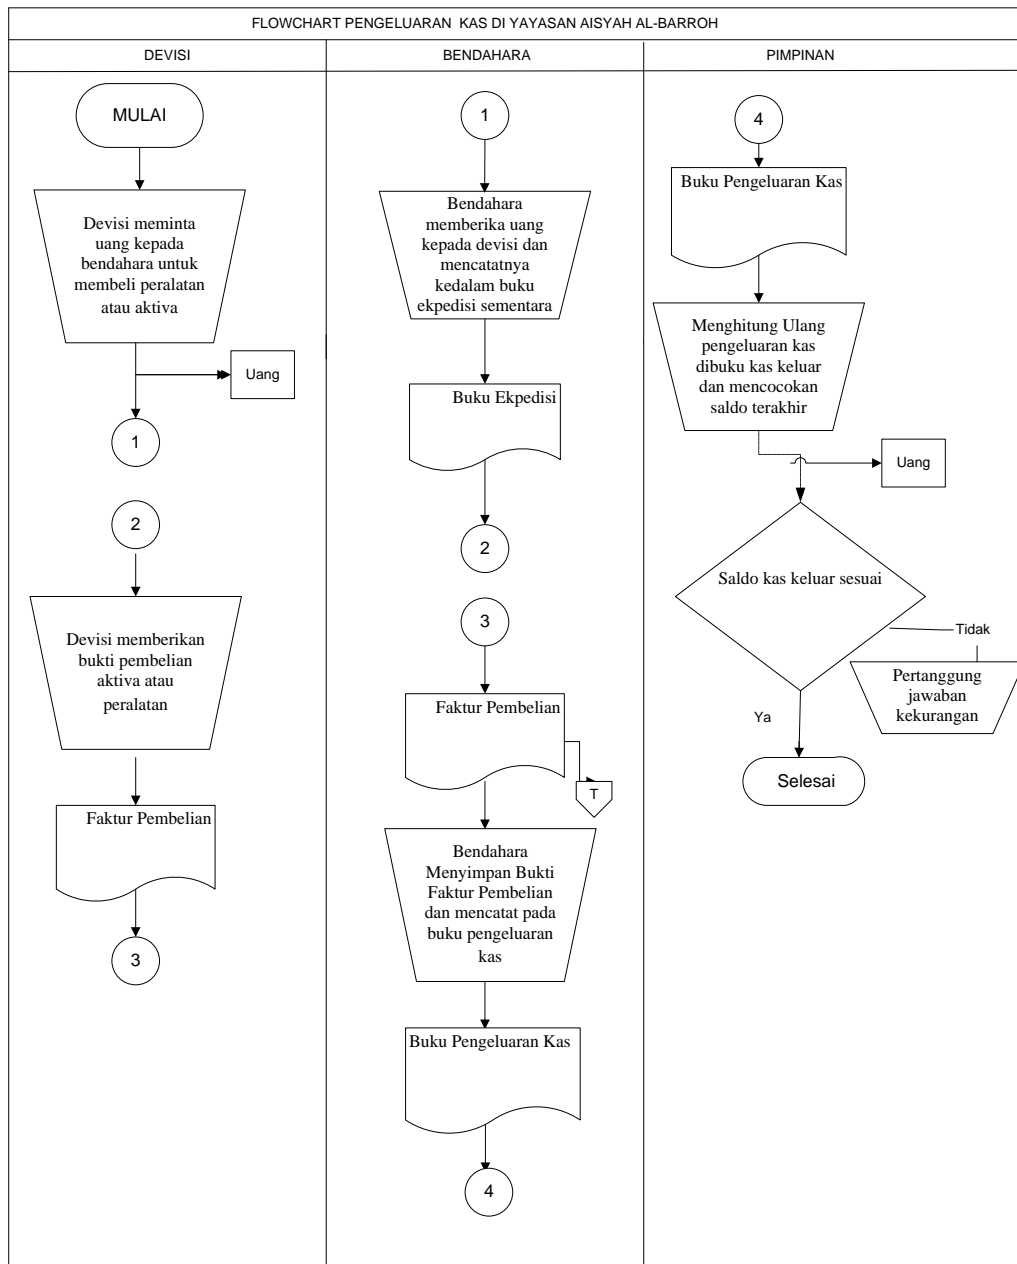 FLOWCHART PENGELUARAN KAS DI YAYASAN AISYAH AL-BARROH
DEVISI
BENDAHARA
PIMPINAN
MULAI
Devisi meminta
uang kepada
bendahara untuk
membeli peralatan
atau aktiva
Uang
1
2
Devisi memberikan
bukti pembelian
aktiva atau
peralatan
Faktur Pembelian
3
1
Bendahara
memberika uang
kepada devisi dan
mencatatnya
kedalam buku
ekpedisi sementara
Buku Ekpedisi
2
3
Faktur Pembelian
T
Bendahara
Menyimpan Bukti
Faktur Pembelian
dan mencatat pada
buku pengeluaran
kas
Buku Pengeluaran Kas
4
4
Buku Pengeluaran Kas
Menghitung Ulang
pengeluaran kas
dibuku kas keluar
dan mencocokan
saldo terakhir
Uang
Saldo kas keluar sesuai
Tidak
Pertanggung
jawaban
kekurangan
Ya
Selesai